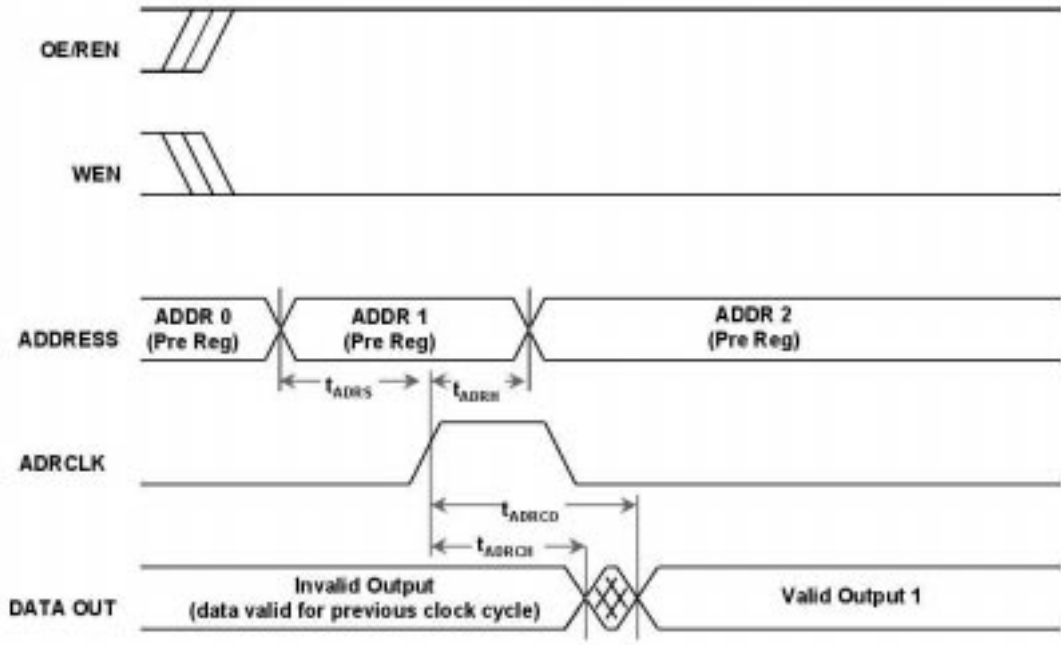 OE/REN
WEN
ADDRESS
ADDR 0
(Pre Reg)
ADDR 1
(Pre Reg)
ADDR 2
(Pre Reg)
tADRS
tADRH
ADRCLK
tADRCD
tADRCH
DATA OUT
Invalid Output
(data valid for previous clock cycle)
Valid Output 1